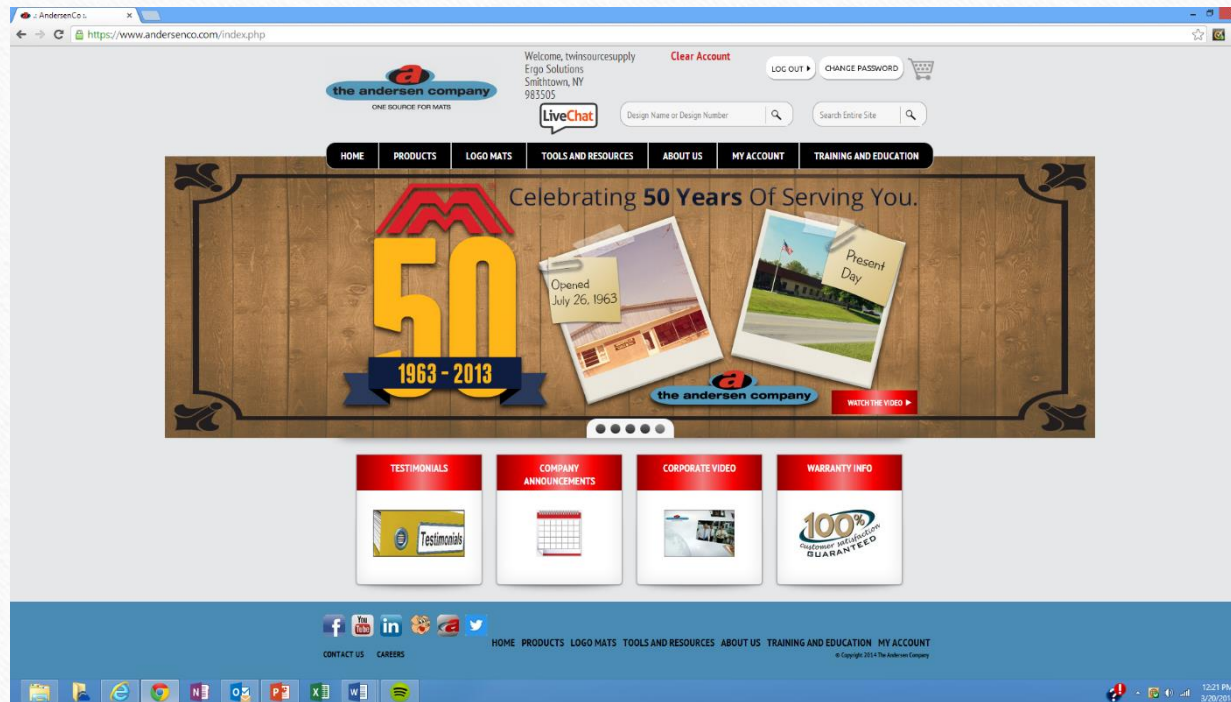 .: AndersenCo :.
https://www.andersenco.com/index.php
Welcome, twinsourcesupply
Ergo Solutions
Smithtown, NY
983505
Clear Account
LOG OUT
CHANGE PASSWORD
a
the andersen company
ONE SOURCE FOR MATS
LiveChat
Design Name or Design Number
Search Entire Site
HOME PRODUCTS LOGO MATS TOOLS AND RESOURCES ABOUT US MY ACCOUNT TRAINING AND EDUCATION
Celebrating 50 Years Of Serving You.
50
1963 - 2013
Opened
July 26, 1963
Present
Day
a
the andersen company
WATCH THE VIDEO
TESTIMONIALS
Testimonials
COMPANY
ANNOUNCEMENTS
CORPORATE VIDEO
WARRANTY INFO
100%
customer satisfaction
GUARANTEED
You
Tube
in
CONTACT US CAREERS
HOME PRODUCTS LOGO MATS TOOLS AND RESOURCES ABOUT US TRAINING AND EDUCATION MY ACCOUNT
© Copyright 2014 The Andersen Company
12:21 PM